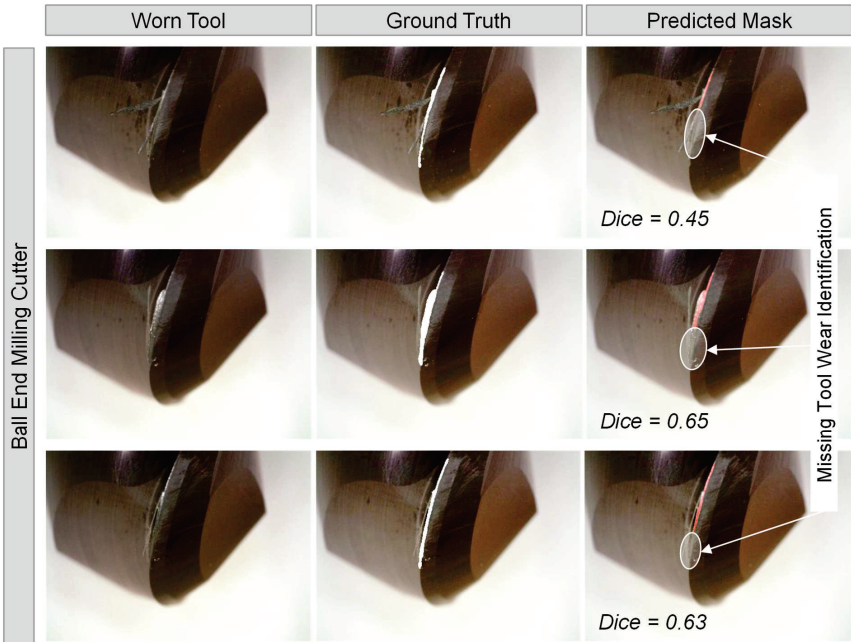 Worn Tool
Ground Truth
Predicted Mask
Ball End Milling Cutter
Dice = 0.45
Dice = 0.65
Dice = 0.63
Missing Tool Wear Identification